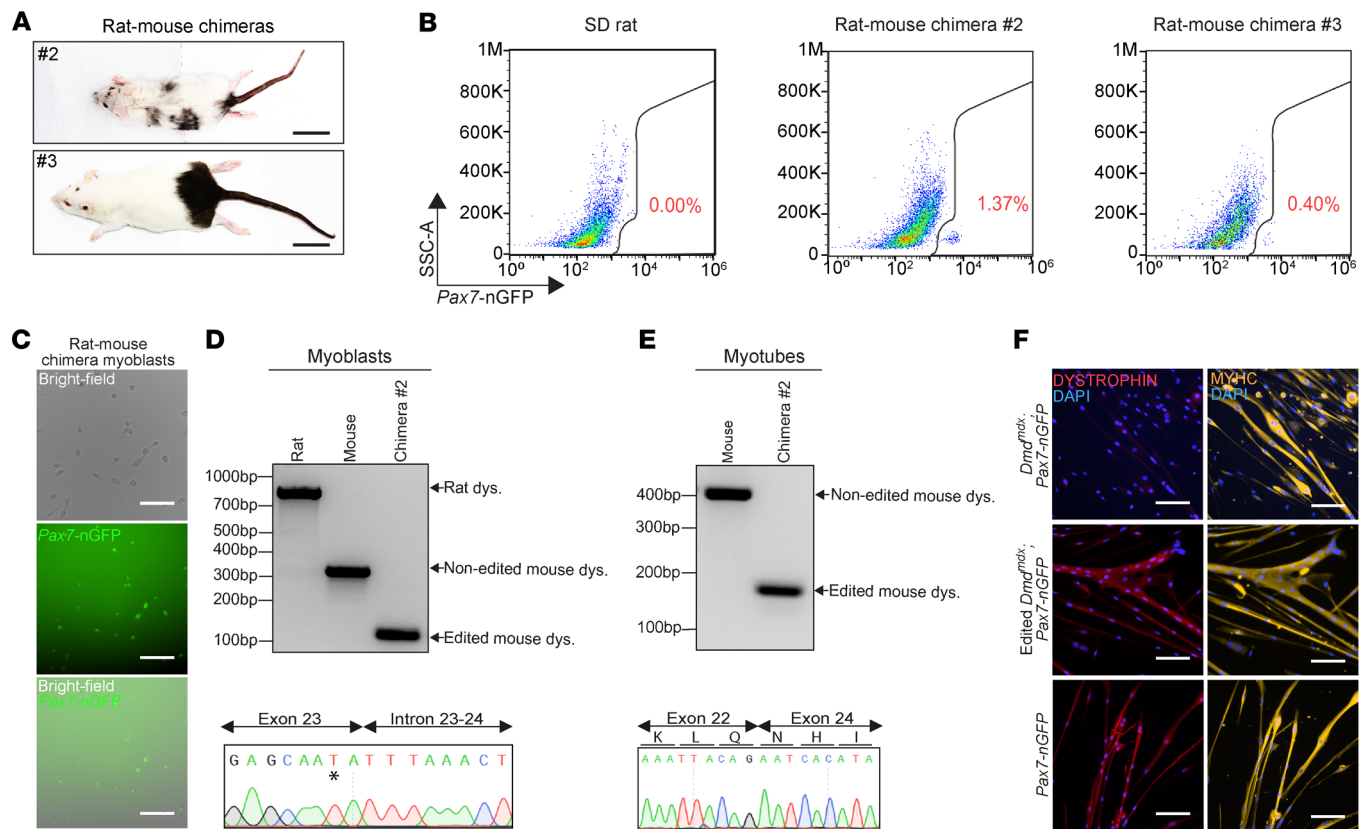 A
Rat-mouse chimeras
#2
#3
B
SD rat
Rat-mouse chimera #2
Rat-mouse chimera #3
1M
800K
600K
400K
200K
0
10⁰
10²
10⁴
10⁶
0.00%
1M
800K
600K
400K
200K
0
10⁰
10²
10⁴
10⁶
1.37%
1M
800K
600K
400K
200K
0
10⁰
10²
10⁴
10⁶
0.40%
SSC-A
Pax7-nGFP
C
Rat-mouse
chimera myoblasts
Bright-field
Pax7-nGFP
Bright-field
Pax7-nGFP
D
Myoblasts
Rat
Mouse
Chimera #2
1000bp
700bp
500bp
400bp
300bp
200bp
100bp
Rat dys.
Non-edited mouse dys.
Edited mouse dys.
Exon 23
Intron 23-24
G A G C A A T A T T T A A A C T
*
E
Myotubes
Mouse
Chimera #2
400bp
300bp
200bp
100bp
Non-edited mouse dys.
Edited mouse dys.
Exon 22
Exon 24
K L Q N H I
A A A T T A C A G A A T C A C A T A
F
DYSTROPHIN
DAPI
MYHC
DAPI
Dmdᵐᵈˣ;
Pax7-nGFP
Edited Dmdᵐᵈˣ;
Pax7-nGFP
Pax7-nGFP